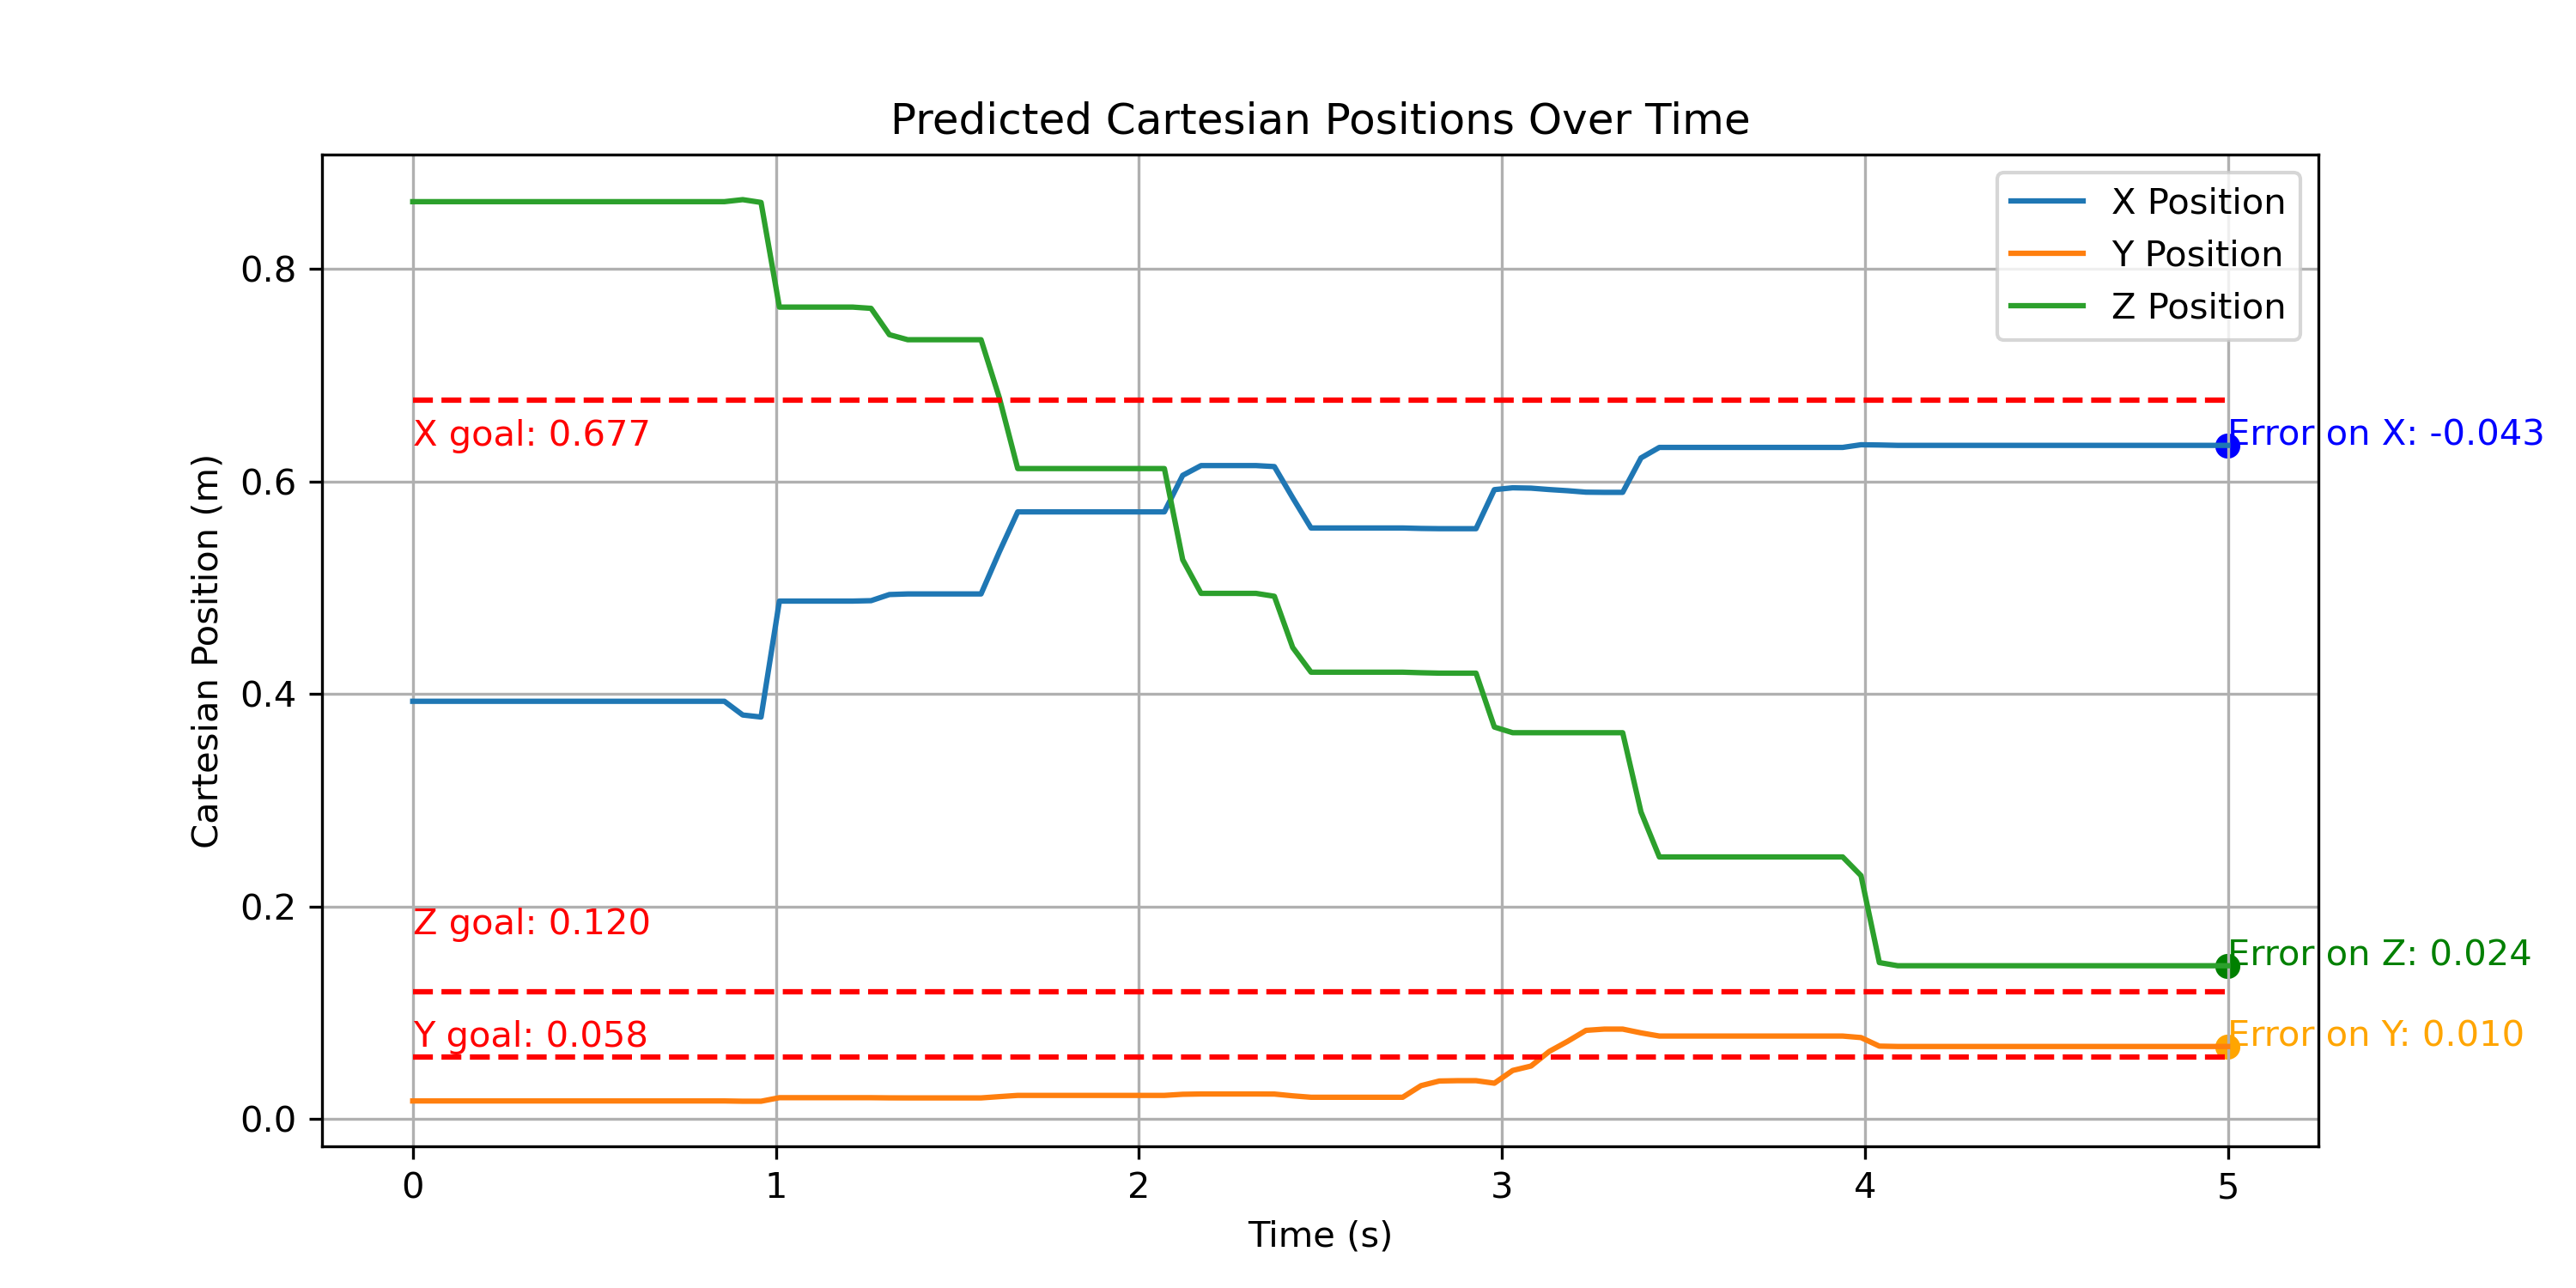 Predicted Cartesian Positions Over Time
X Position
Y Position
Z Position
Cartesian Position (m)
0.8
0.6
0.4
0.2
0.0
X goal: 0.677
Z goal: 0.120
Y goal: 0.058
Error on X: -0.043
Error on Z: 0.024
Error on Y: 0.010
0 1 2 3 4 5
Time (s)